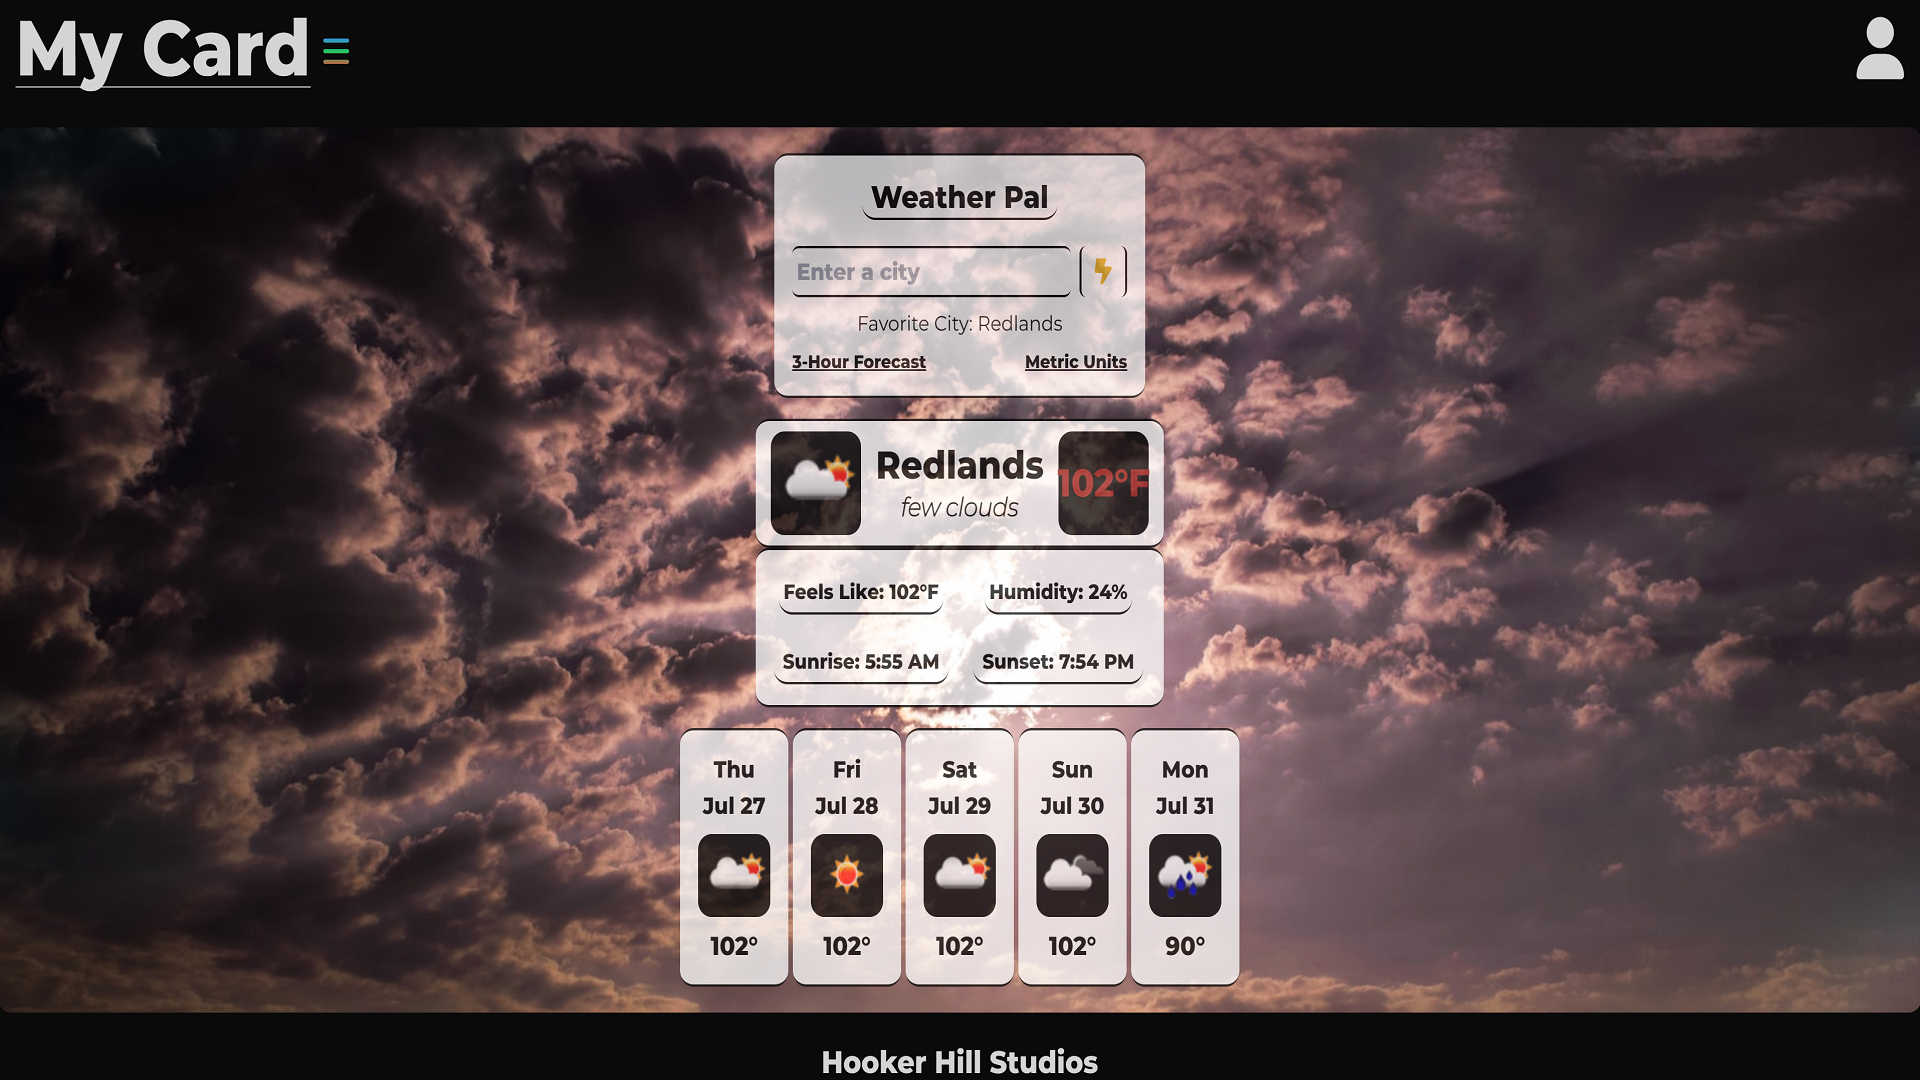 My Card
Weather Pal
Enter a city
Favorite City: Redlands
3-Hour Forecast Metric Units
Redlands
few clouds
102°F
Feels Like: 102°F Humidity: 24%
Sunrise: 5:55 AM Sunset: 7:54 PM
Thu Fri Sat Sun Mon
Jul 27 Jul 28 Jul 29 Jul 30 Jul 31
102° 102° 102° 102° 90°
Hooker Hill Studios